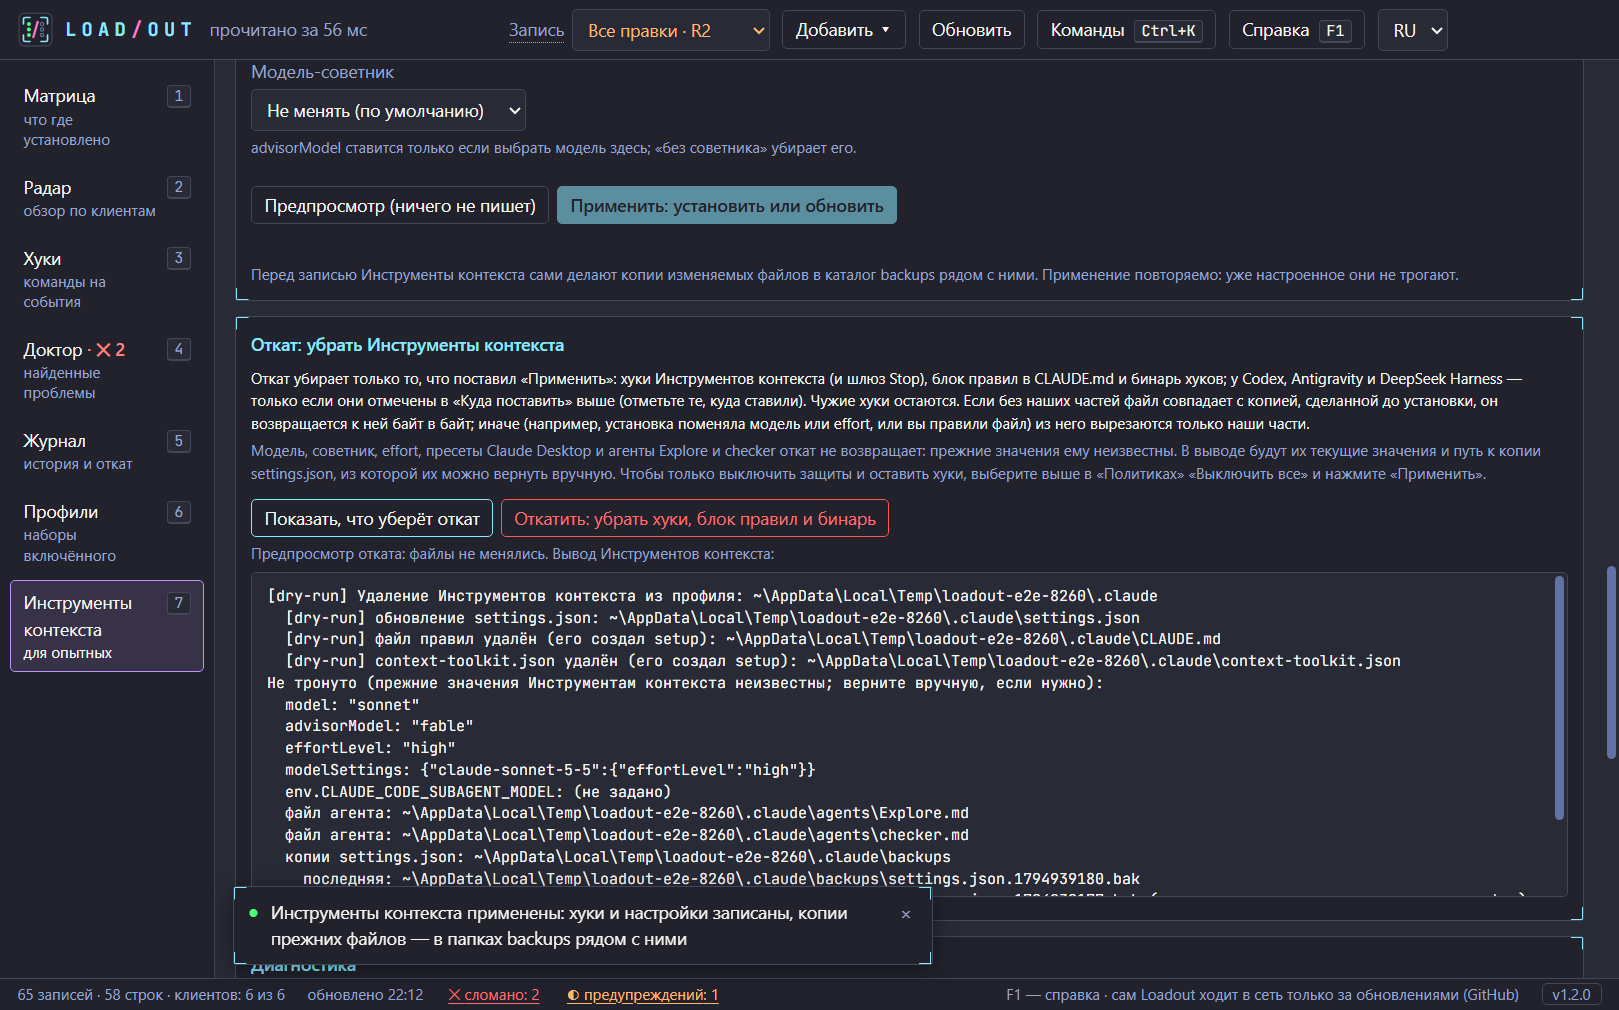 LOAD/OUT прочитано за 56 мс Запись Все правки · R2 Добавить ▼ Обновить Команды Ctrl+K Справка F1 RU
Матрица 1
что где
установлено
Радар 2
обзор по клиентам
Хуки 3
команды на
события
Доктор · ✕ 2 4
найденные
проблемы
Журнал 5
история и откат
Профили 6
наборы
включённого
Инструменты 7
контекста
для опытных
Модель-советник
Не менять (по умолчанию)
advisorModel ставится только если выбрать модель здесь; «без советника» убирает его.
Предпросмотр (ничего не пишет) Применить: установить или обновить
Перед записью Инструменты контекста сами делают копии изменяемых файлов в каталог backups рядом с ними. Применение повторяемо: уже настроенное они не трогают.
Откат: убрать Инструменты контекста
Откат убирает только то, что поставил «Применить»: хуки Инструментов контекста (и шлюз Stop), блок правил в CLAUDE.md и бинарь хуков; у Codex, Antigravity и DeepSeek Harness —
только если они отмечены в «Куда поставить» выше (отметьте те, куда ставили). Чужие хуки остаются. Если без наших частей файл совпадает с копией, сделанной до установки, он
возвращается к ней байт в байт; иначе (например, установка поменяла модель или effort, или вы правили файл) из него вырезаются только наши части.
Модель, советник, effort, пресеты Claude Desktop и агенты Explore и checker откат не возвращает: прежние значения ему неизвестны. В выводе будут их текущие значения и путь к копии
settings.json, из которой их можно вернуть вручную. Чтобы только выключить защиты и оставить хуки, выберите выше в «Политиках» «Выключить все» и нажмите «Применить».
Показать, что уберёт откат Откатить: убрать хуки, блок правил и бинарь
Предпросмотр отката: файлы не менялись. Вывод Инструментов контекста:
[dry-run] Удаление Инструментов контекста из профиля: ~\AppData\Local\Temp\loadout-e2e-8260\.claude
[dry-run] обновление settings.json: ~\AppData\Local\Temp\loadout-e2e-8260\.claude\settings.json
[dry-run] файл правил удалён (его создал setup): ~\AppData\Local\Temp\loadout-e2e-8260\.claude\CLAUDE.md
[dry-run] context-toolkit.json удалён (его создал setup): ~\AppData\Local\Temp\loadout-e2e-8260\.claude\context-toolkit.json
Не тронуто (прежние значения Инструментам контекста неизвестны; верните вручную, если нужно):
model: "sonnet"
advisorModel: "fable"
effortLevel: "high"
modelSettings: {"claude-sonnet-5-5":{"effortLevel":"high"}}
env.CLAUDE_CODE_SUBAGENT_MODEL: (не задано)
файл агента: ~\AppData\Local\Temp\loadout-e2e-8260\.claude\agents\Explore.md
файл агента: ~\AppData\Local\Temp\loadout-e2e-8260\.claude\agents\checker.md
копии settings.json: ~\AppData\Local\Temp\loadout-e2e-8260\.claude\backups
последняя: ~\AppData\Local\Temp\loadout-e2e-8260\.claude\backups\settings.json.1794939180.bak
Инструменты контекста применены: хуки и настройки записаны, копии ×
прежних файлов — в папках backups рядом с ними
Диагностика
65 записей · 58 строк · клиентов: 6 из 6 обновлено 22:12 ✕ сломано: 2 ◐ предупреждений: 1 F1 — справка · сам Loadout ходит в сеть только за обновлениями (GitHub) v1.2.0